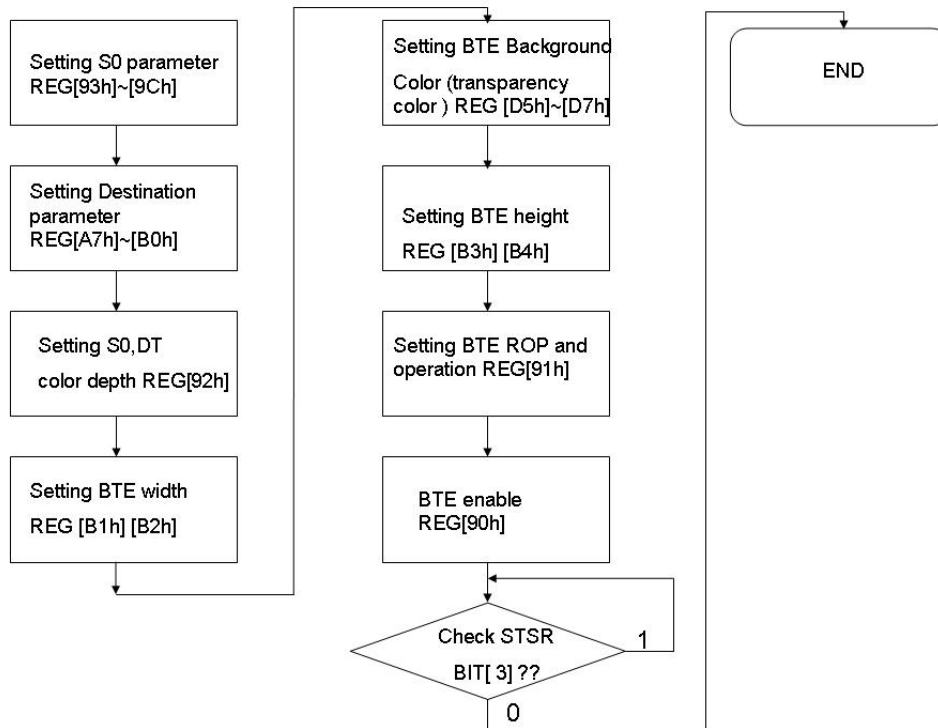 Setting S0 parameter
REG[93h]~[9Ch]
Setting Destination
parameter
REG[A7h]~[B0h]
Setting S0,DT
color depth REG[92h]
Setting BTE width
REG [B1h] [B2h]
Setting BTE Background
Color (transparency
color ) REG [D5h]~[D7h]
Setting BTE height
REG [B3h] [B4h]
Setting BTE ROP and
operation REG[91h]
BTE enable
REG[90h]
Check STSR
BIT[ 3] ??
1
0
END